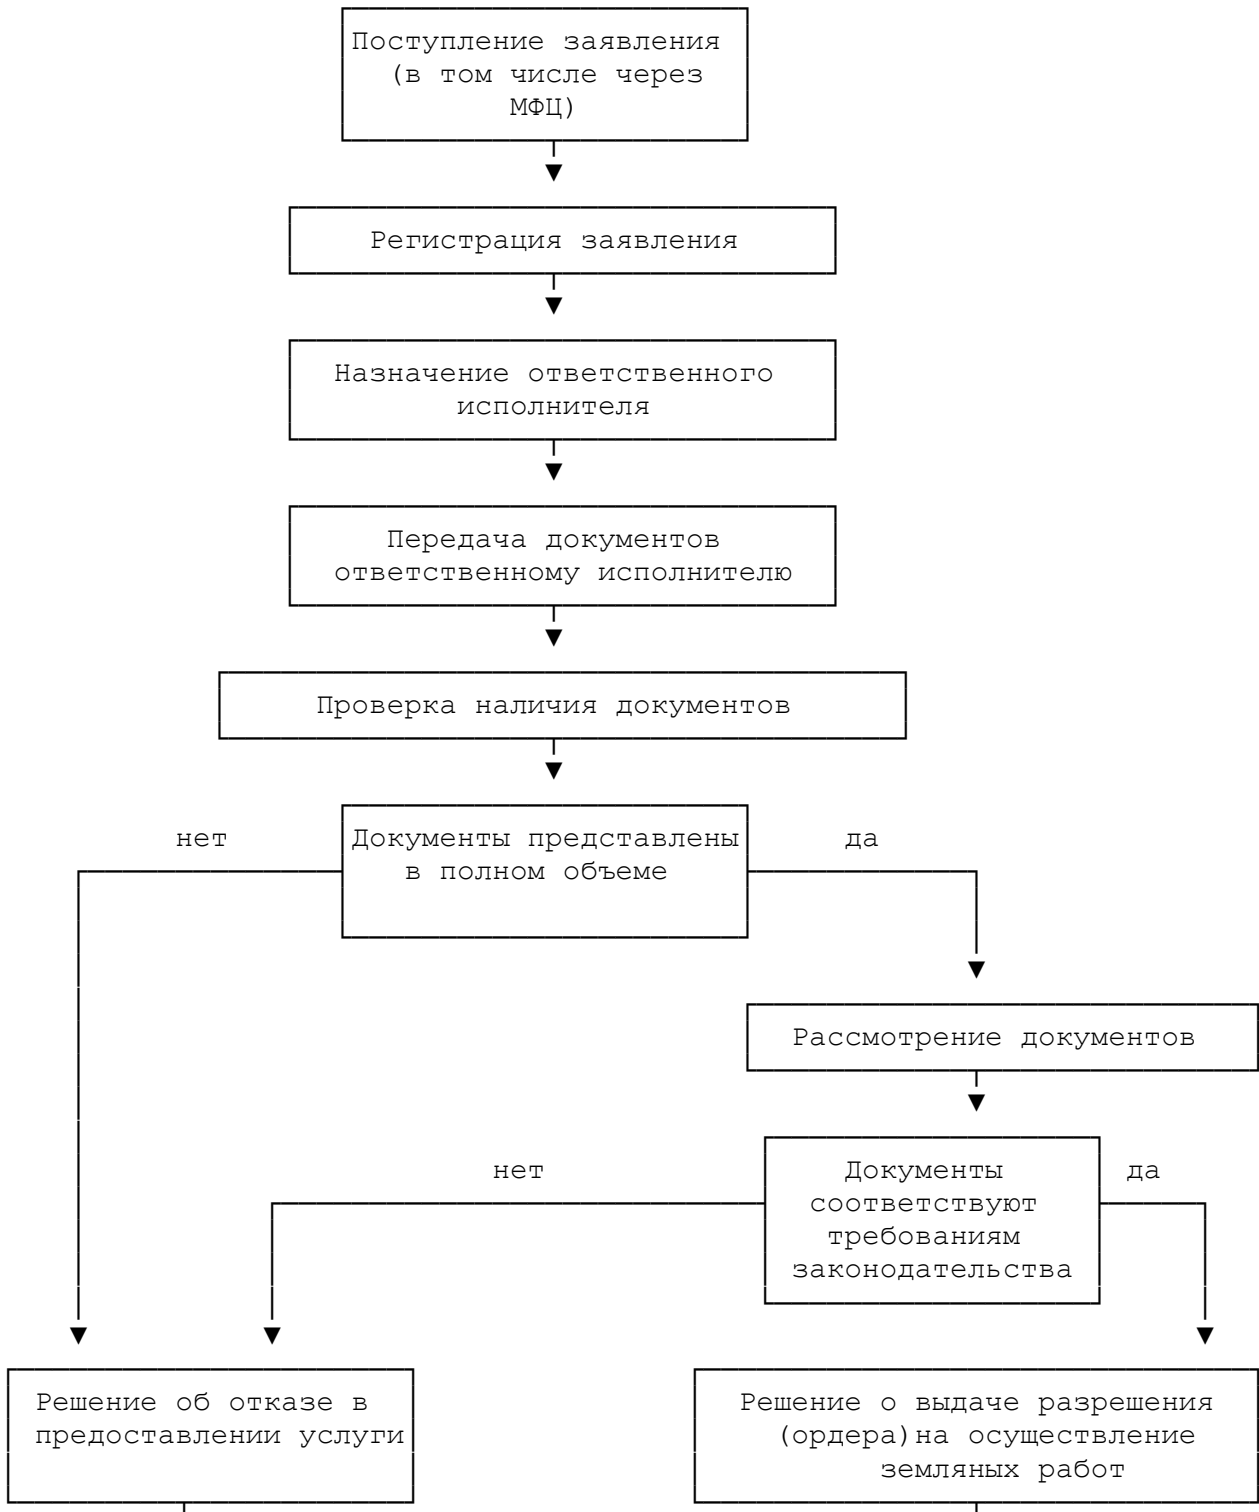 Поступление заявления
(в том числе через
МФЦ)
Регистрация заявления
Назначение ответственного
исполнителя
Передача документов
ответственному исполнителю
Проверка наличия документов
нет
Документы представлены
в полном объеме
да
Рассмотрение документов
нет
Документы
соответствуют
требованиям
законодательства
да
Решение об отказе в
предоставлении услуги
Решение о выдаче разрешения
(ордера)на осуществление
земляных работ